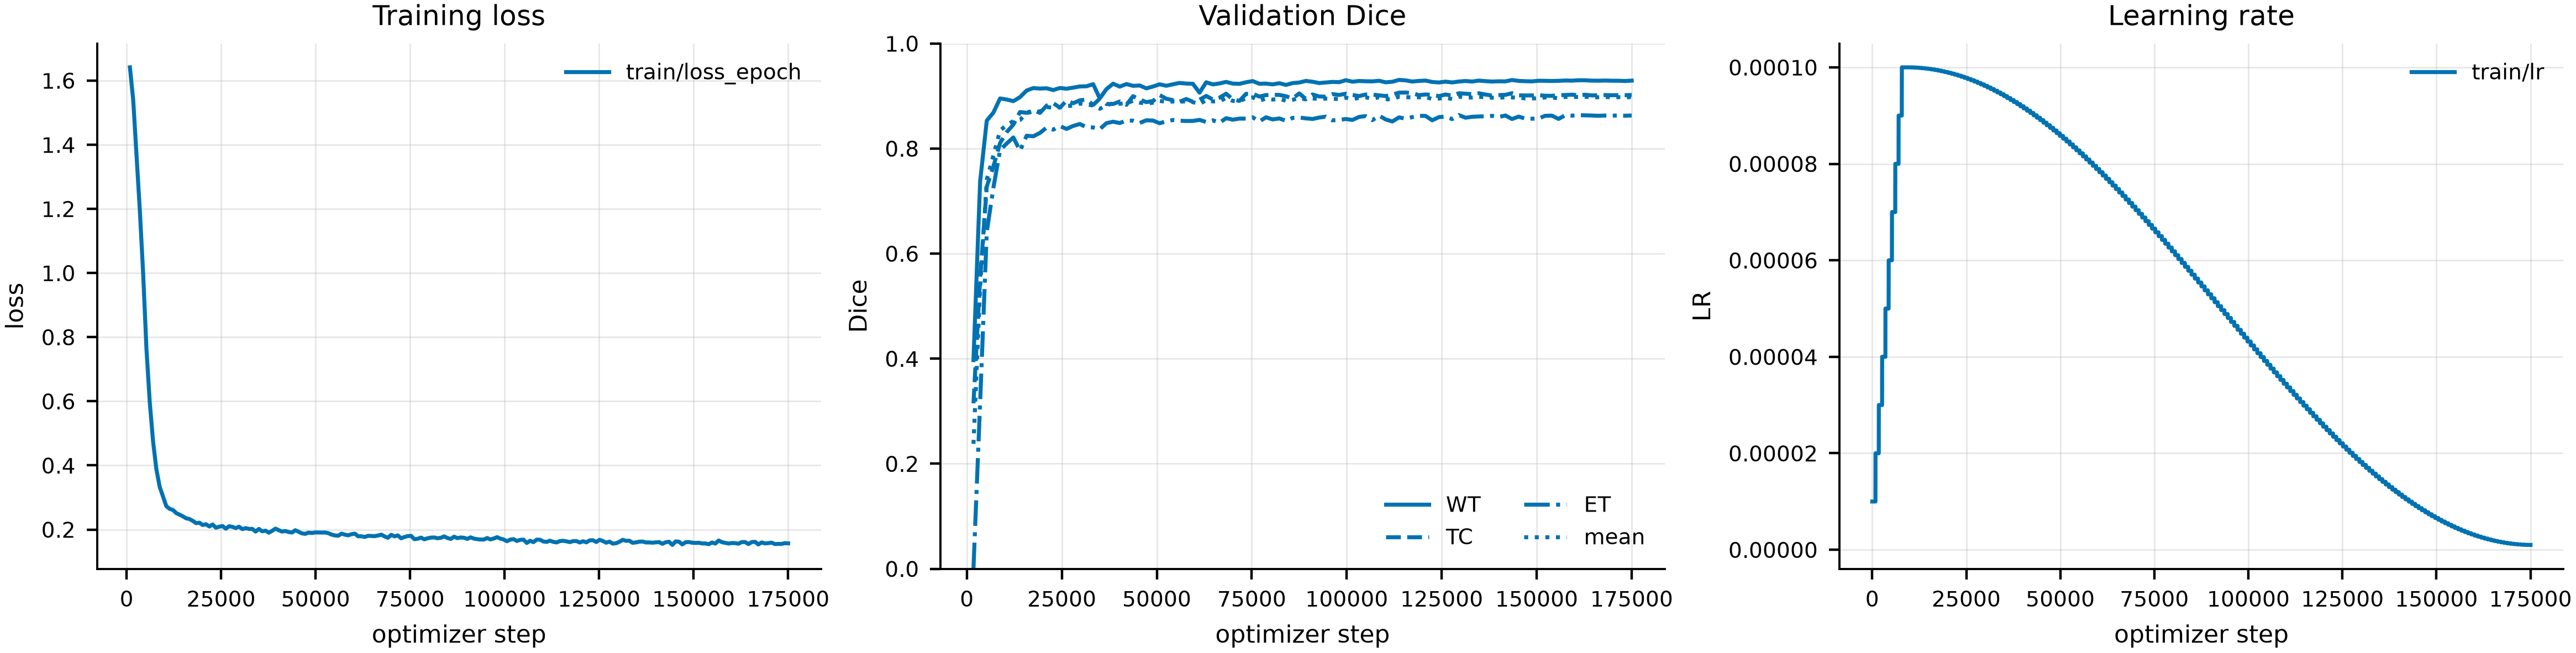 Training loss
train/loss_epoch
1.6
1.4
1.2
1.0
0.8
0.6
0.4
0.2
loss
0 25000 50000 75000 100000 125000 150000 175000
optimizer step
Validation Dice
1.0
0.8
0.6
0.4
0.2
0.0
Dice
WT ET
TC mean
0 25000 50000 75000 100000 125000 150000 175000
optimizer step
Learning rate
train/lr
0.00010
0.00008
0.00006
0.00004
0.00002
0.00000
LR
0 25000 50000 75000 100000 125000 150000 175000
optimizer step